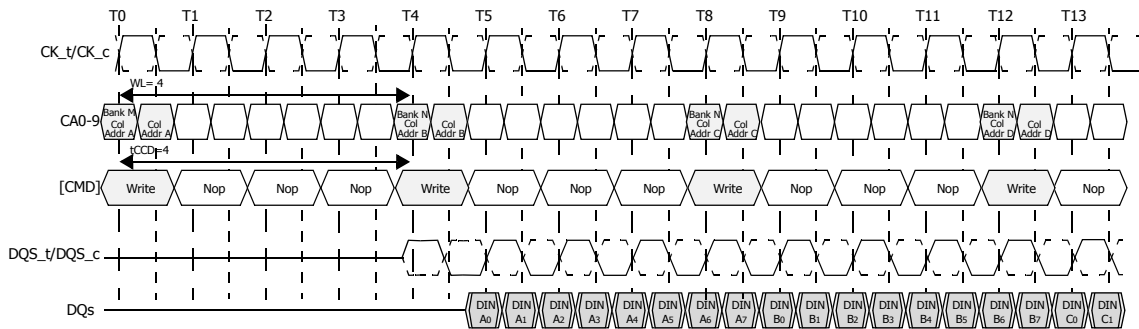 T0 T1 T2 T3 T4 T5 T6 T7 T8 T9 T10 T11 T12 T13
CK_t/CK_c
WL= 4
CA0-9
Bank M Col Addr A
Col Addr A
Bank N Col Addr B
Col Addr B
Bank N Col Addr C
Col Addr C
Bank N Col Addr D
Col Addr D
tCCD=4
[CMD] Write Nop Nop Nop Write Nop Nop Nop Write Nop Nop Nop Write Nop
DQS_t/DQS_c
DQs
DIN A0
DIN A1
DIN A2
DIN A3
DIN A4
DIN A5
DIN A6
DIN A7
DIN B0
DIN B1
DIN B2
DIN B3
DIN B4
DIN B5
DIN B6
DIN B7
DIN C0
DIN C1